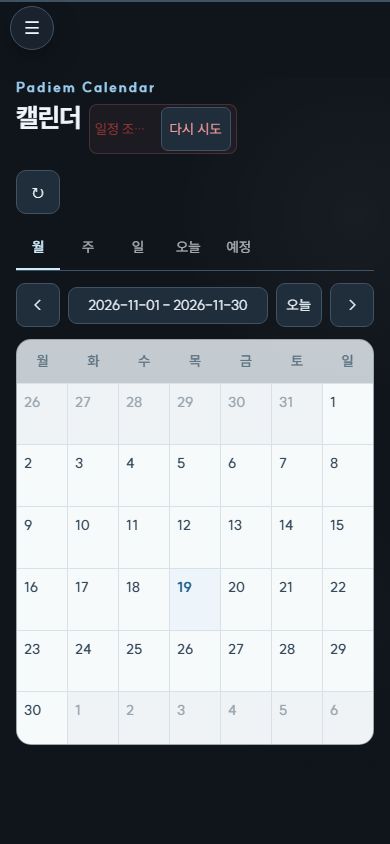 ☰
Padiem Calendar
캘린더 일정 조… 다시 시도
↻
월 주 일 오늘 예정
< 2026-11-01 – 2026-11-30 오늘 >
월 화 수 목 금 토 일
26 27 28 29 30 31 1
2 3 4 5 6 7 8
9 10 11 12 13 14 15
16 17 18 19 20 21 22
23 24 25 26 27 28 29
30 1 2 3 4 5 6